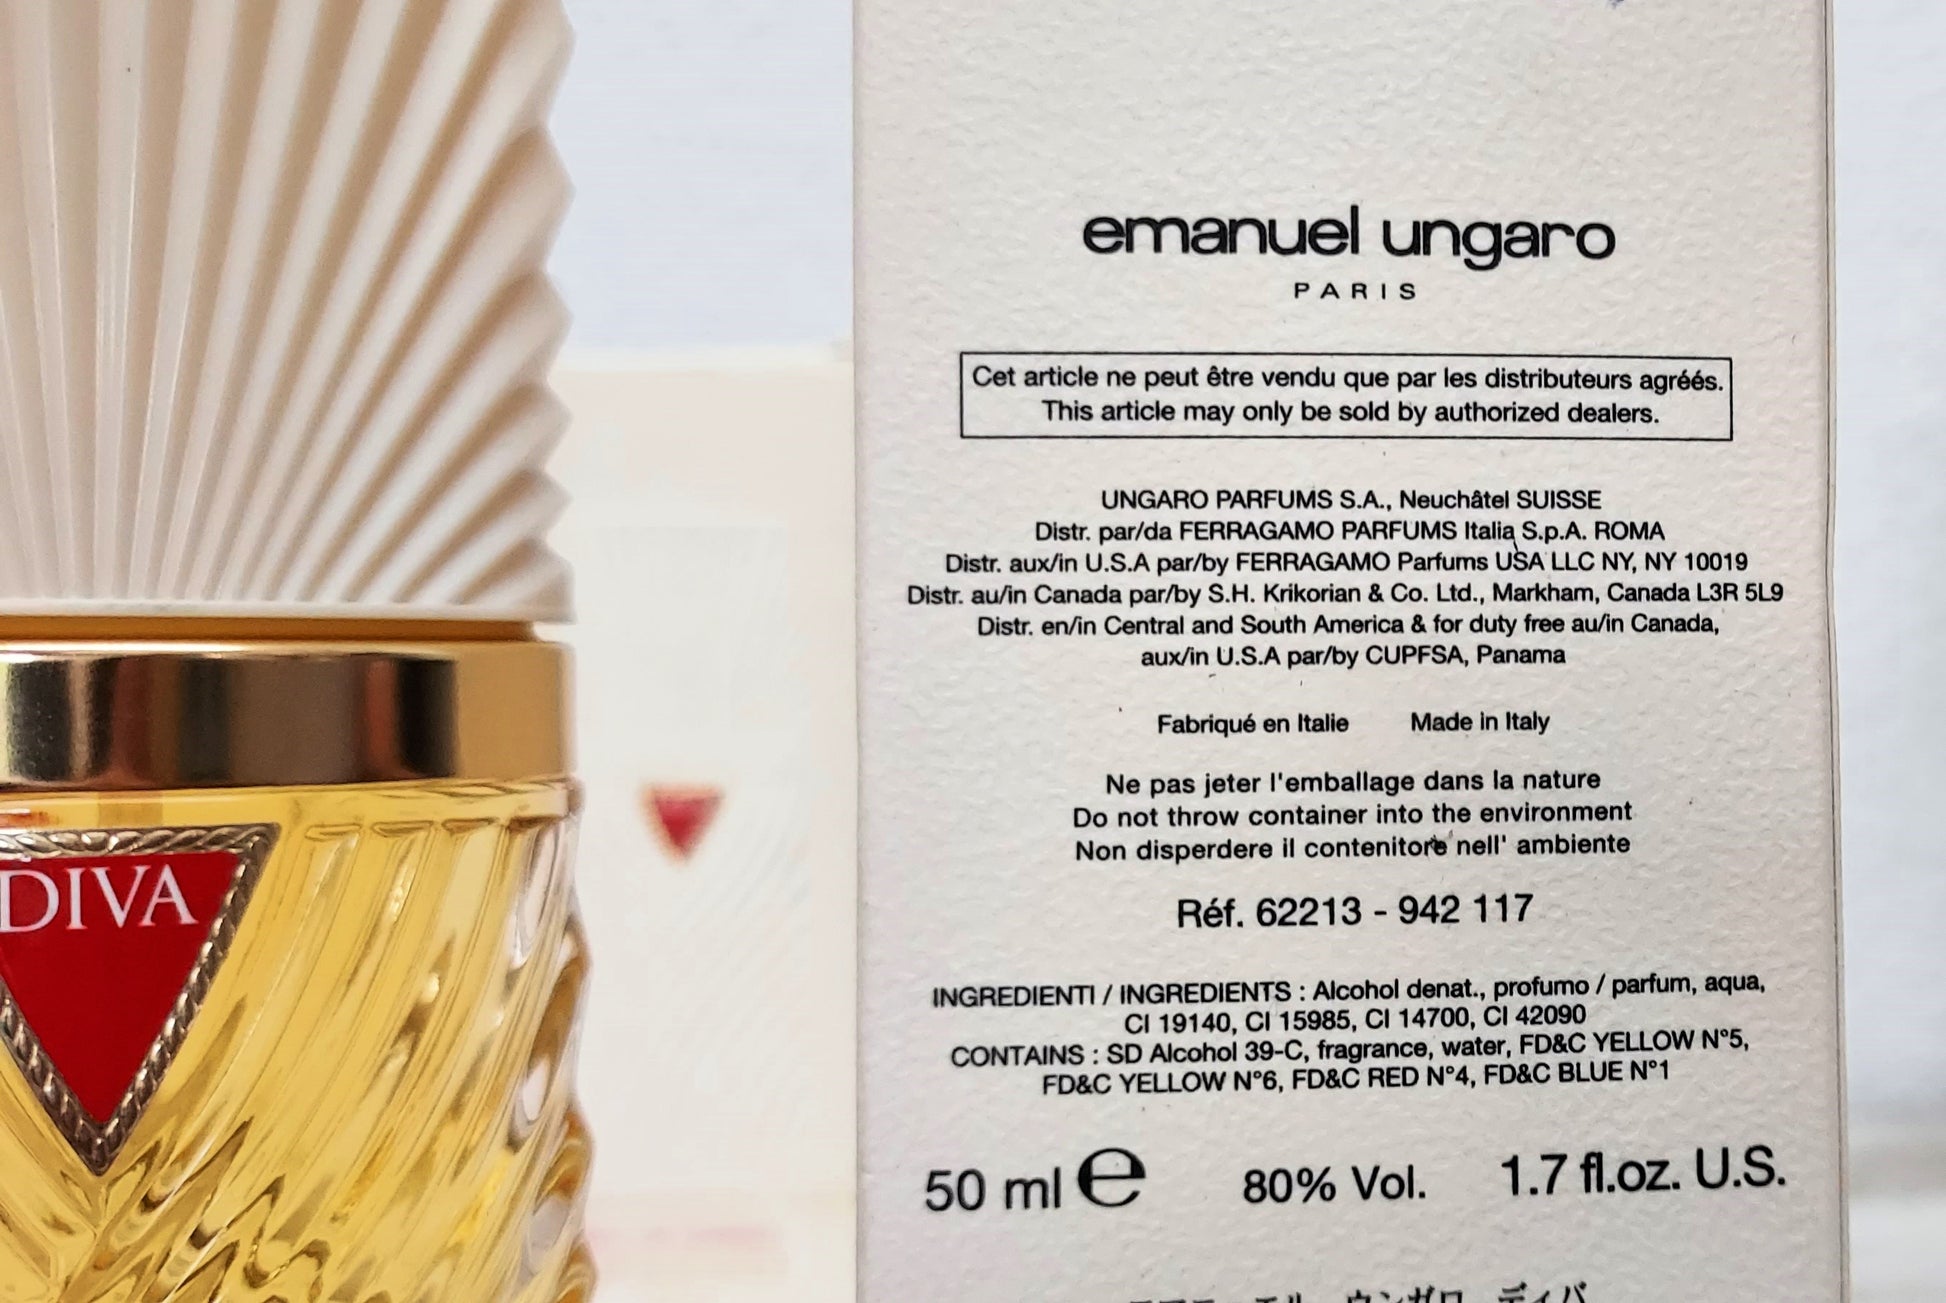 DIVA
emanuel ungaro
PARIS
Cet article ne peut être vendu que par les distributeurs agréés.
This article may only be sold by authorized dealers.
UNGARO PARFUMS S.A., Neuchâtel SUISSE
Distr. par/da FERRAGAMO PARFUMS Italia S.p.A. ROMA
Distr. aux/in U.S.A par/by FERRAGAMO Parfums USA LLC NY, NY 10019
Distr. au/in Canada par/by S.H. Krikorian & Co. Ltd., Markham, Canada L3R 5L9
Distr. en/in Central and South America & for duty free au/in Canada,
aux/in U.S.A par/by CUPFSA, Panama
Fabriqué en Italie Made in Italy
Ne pas jeter l'emballage dans la nature
Do not throw container into the environment
Non disperdere il contenitore nell' ambiente
Réf. 62213 - 942 117
INGREDIENTI / INGREDIENTS : Alcohol denat., profumo / parfum, aqua,
CI 19140, CI 15985, CI 14700, CI 42090
CONTAINS : SD Alcohol 39-C, fragrance, water, FD&C YELLOW N°5,
FD&C YELLOW N°6, FD&C RED N°4, FD&C BLUE N°1
50 ml e 80% Vol. 1.7 fl.oz. U.S.
ウンガロ ディバ